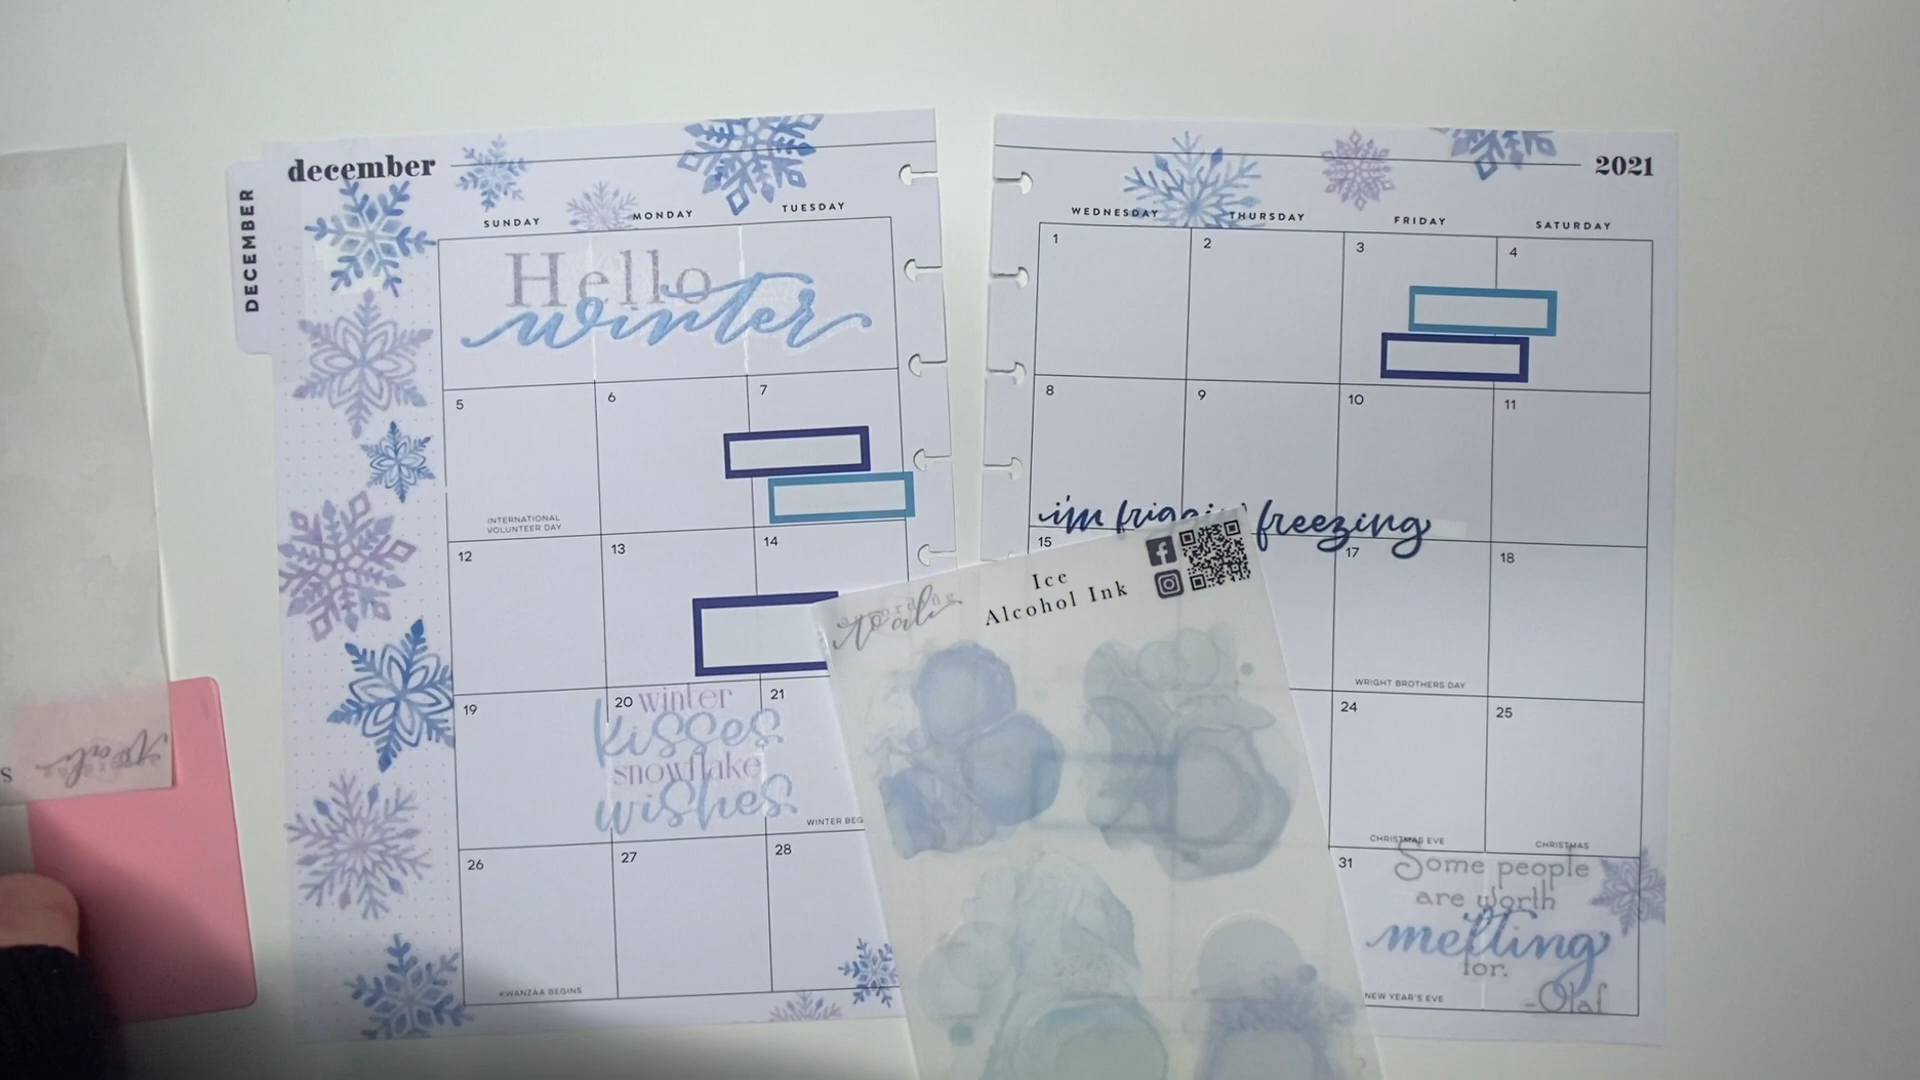 december
DECEMBER
SUNDAY MONDAY TUESDAY
Hello
winter
5 6 7
INTERNATIONAL
VOLUNTEER DAY
12 13 14
19 20 21
winter
kisses
snowflake
wishes
WINTER BEG
26 27 28
KWANZAA BEGINS
2021
WEDNESDAY THURSDAY FRIDAY SATURDAY
1 2 3 4
8 9 10 11
i'm friggin freezing
15 17 18
WRIGHT BROTHERS DAY
24 25
CHRISTMAS EVE CHRISTMAS
31
Some people
are worth
melting
for.
-Olaf
NEW YEAR'S EVE
Ice
Alcohol Ink